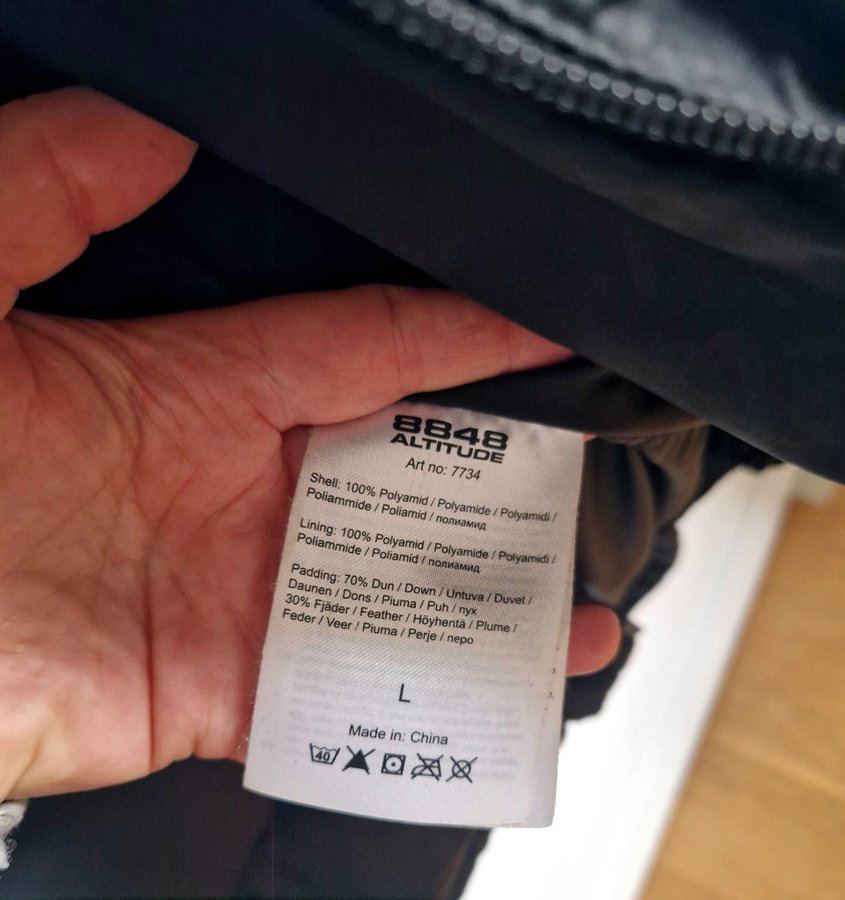 8848
ALTITUDE
Art no: 7734
Shell: 100% Polyamid / Polyamide / Polyamidi /
Poliammide / Poliamid / полиамид
Lining: 100% Polyamid / Polyamide / Polyamidi /
Poliammide / Poliamid / полиамид
Padding: 70% Dun / Down / Untuva / Duvet /
Daunen / Dons / Piuma / Puh / пух
30% Fjäder / Feather / Höyhentä / Plume /
Feder / Veer / Piuma / Perje / перо
L
Made in: China
40